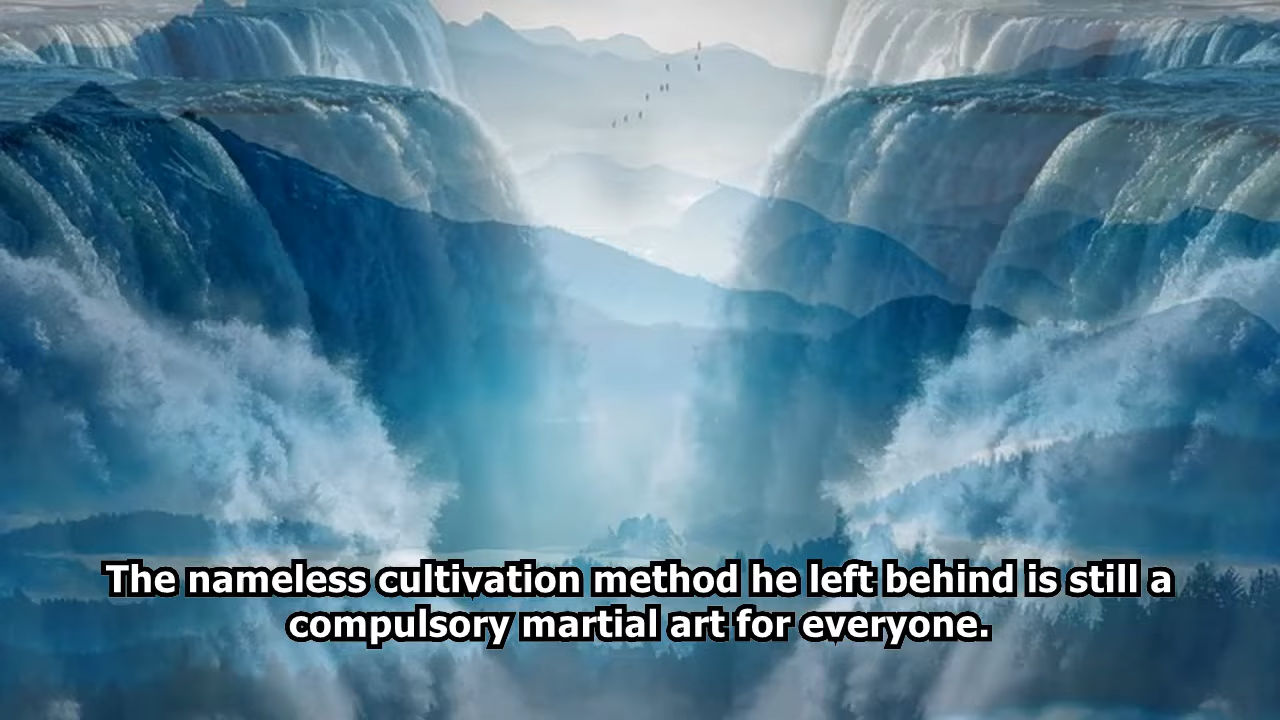 The nameless cultivation method he left behind is still a
compulsory martial art for everyone.